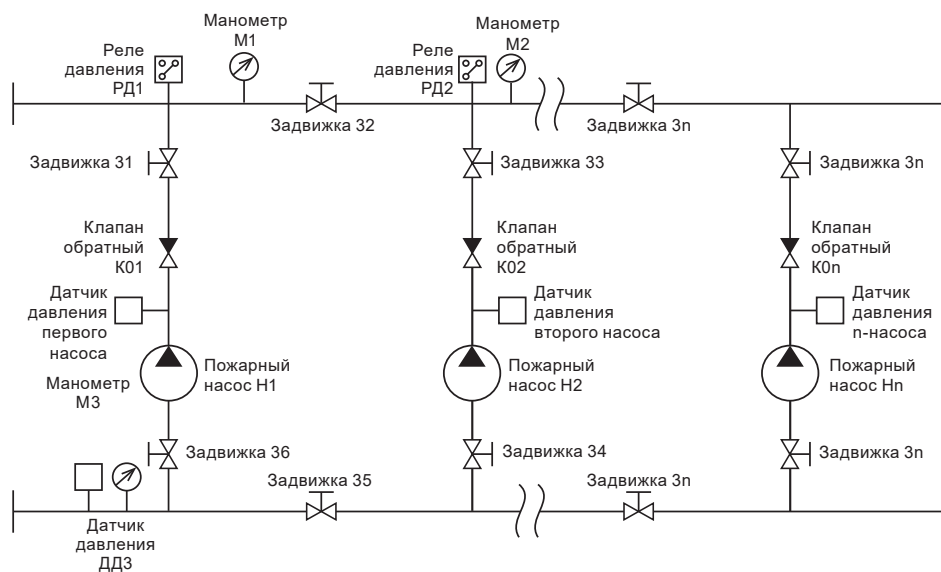 Манометр
М1
Реле
давления
РД1
Реле
давления
РД2
Манометр
М2
Задвижка 32
Задвижка 3n
Задвижка 31
Задвижка 33
Задвижка 3n
Клапан
обратный
К01
Клапан
обратный
К02
Клапан
обратный
К0n
Датчик
давления
первого
насоса
Датчик
давления
второго насоса
Датчик
давления
n-насоса
Манометр
М3
Пожарный
насос Н1
Пожарный
насос Н2
Пожарный
насос Нn
Задвижка 36
Задвижка 34
Задвижка 3n
Задвижка 35
Задвижка 3n
Датчик
давления
ДД3